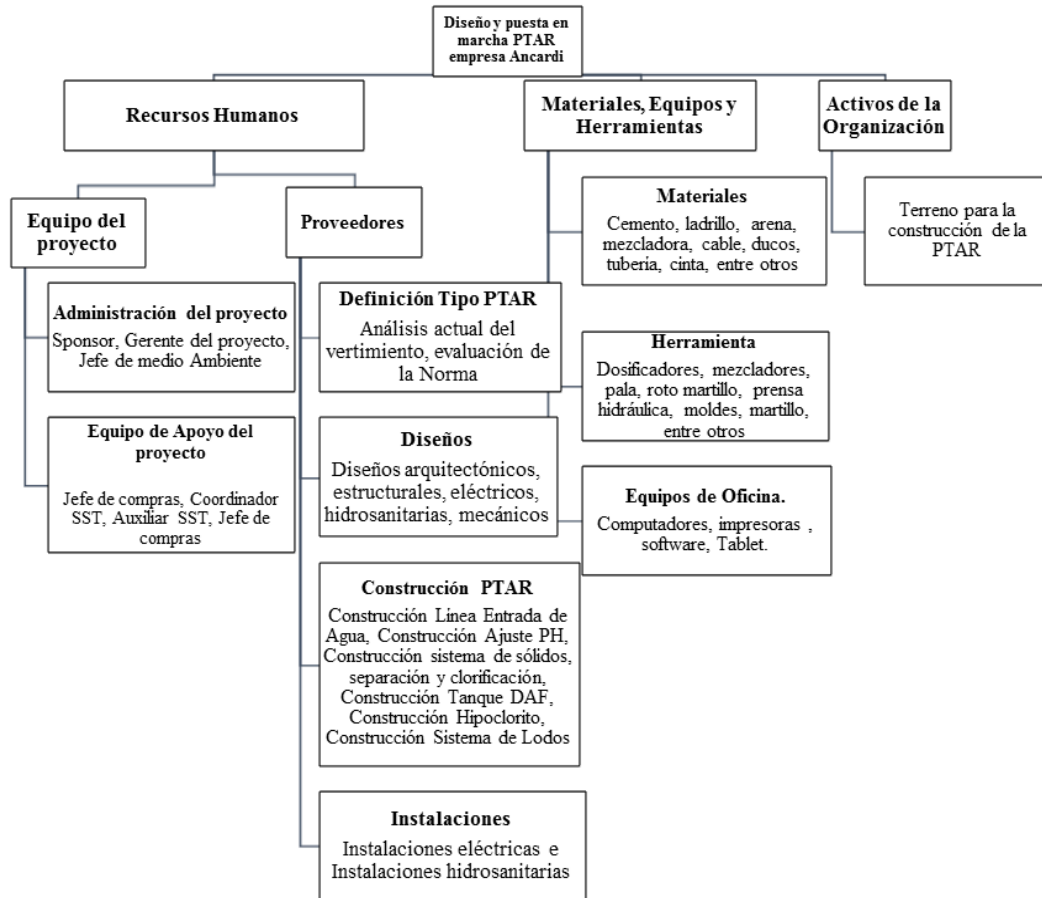 Diseño y puesta en
marcha PTAR
empresa Ancardi
Recursos Humanos
Materiales, Equipos y
Herramientas
Activos de la
Organización
Equipo del
proyecto
Proveedores
Materiales
Cemento, ladrillo, arena,
mezcladora, cable, ducos,
tubería, cinta, entre otros
Terreno para la
construcción de la
PTAR
Administración del proyecto
Sponsor, Gerente del proyecto,
Jefe de medio Ambiente
Definición Tipo PTAR
Análisis actual del
vertimiento, evaluación de
la Norma
Herramienta
Dosificadores, mezcladores,
pala, roto martillo, prensa
hidráulica, moldes, martillo,
entre otros
Equipo de Apoyo del
proyecto
Jefe de compras, Coordinador
SST, Auxiliar SST, Jefe de
compras
Diseños
Diseños arquitectónicos,
estructurales, eléctricos,
hidrosanitarias, mecánicos
Equipos de Oficina.
Computadores, impresoras ,
software, Tablet.
Construcción PTAR
Construcción Línea Entrada de
Agua, Construcción Ajuste PH,
Construcción sistema de sólidos,
separación y clorificación,
Construcción Tanque DAF,
Construcción Hipoclorito,
Construcción Sistema de Lodos
Instalaciones
Instalaciones eléctricas e
Instalaciones hidrosanitarias